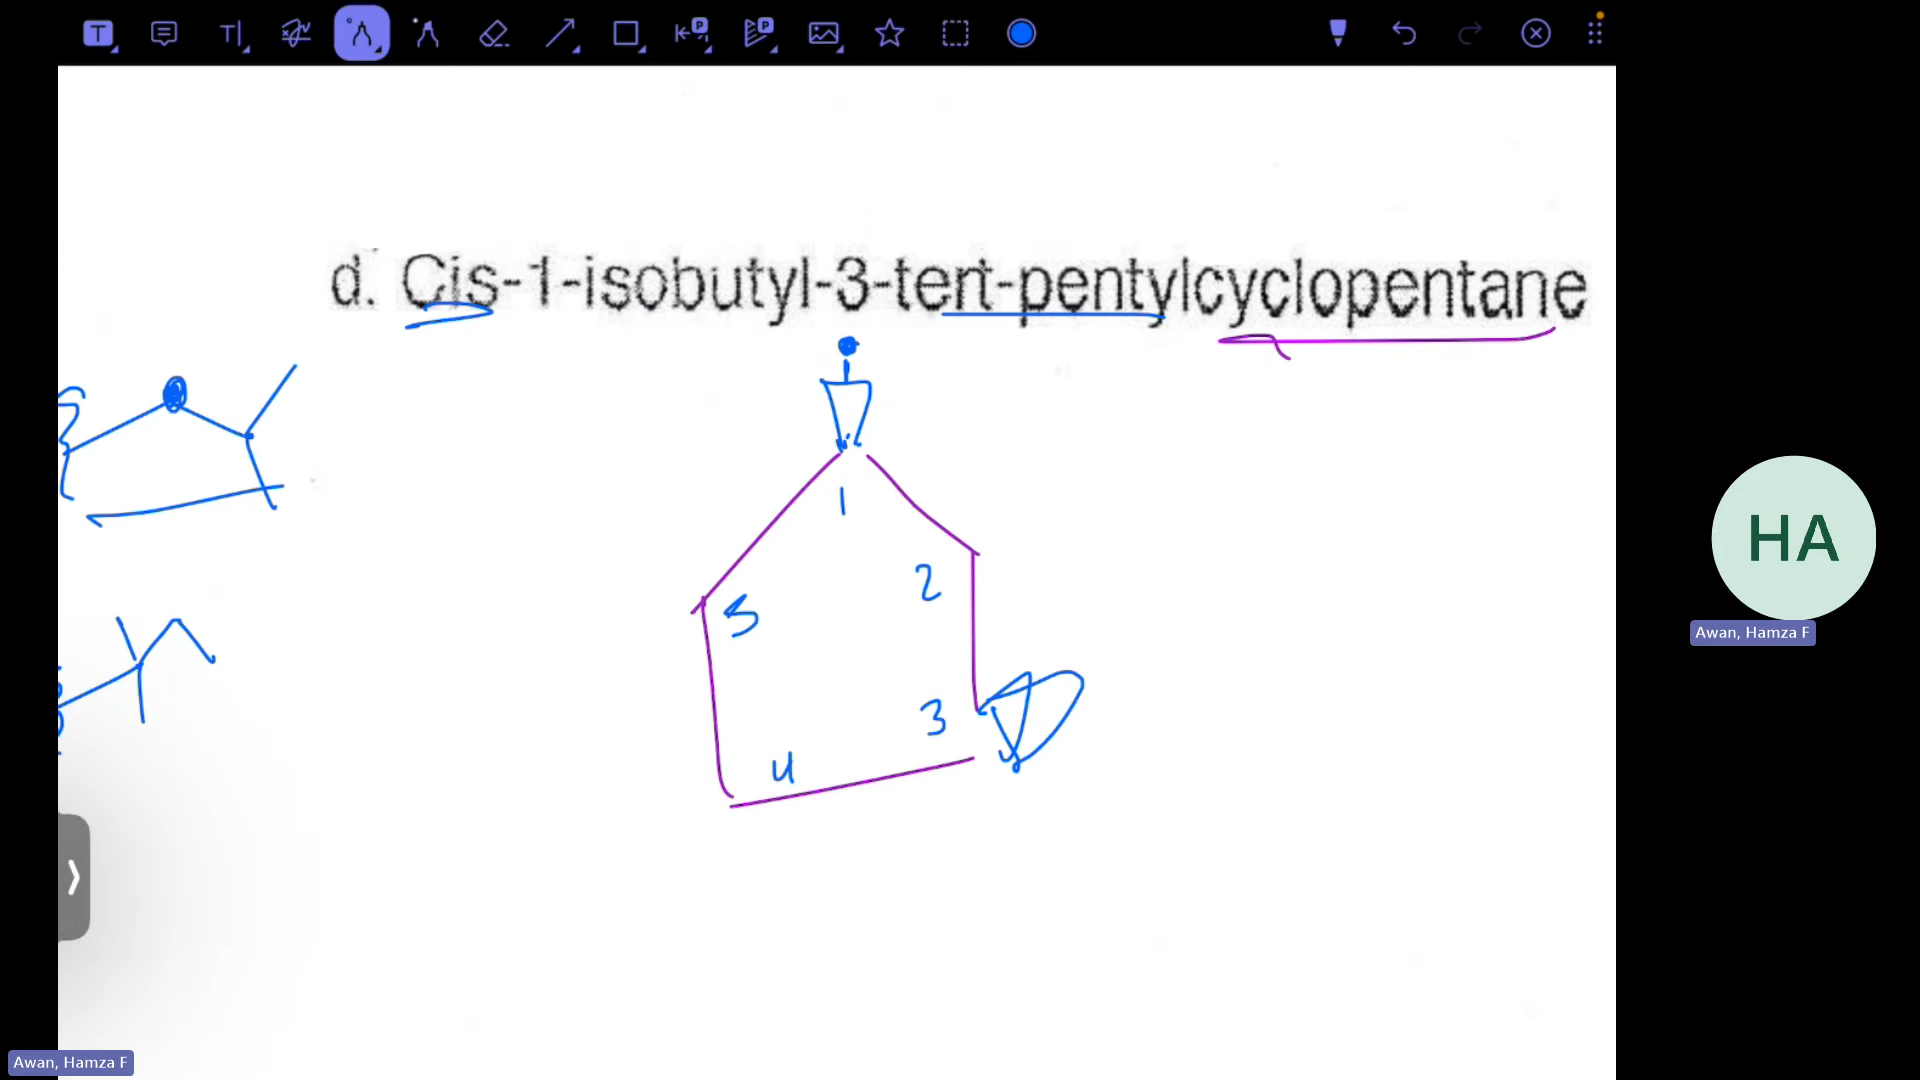 T T|
P P
d. Cis-1-isobutyl-3-tert-pentylcyclopentane
1
2
5
3
4
HA
Awan, Hamza F
Awan, Hamza F